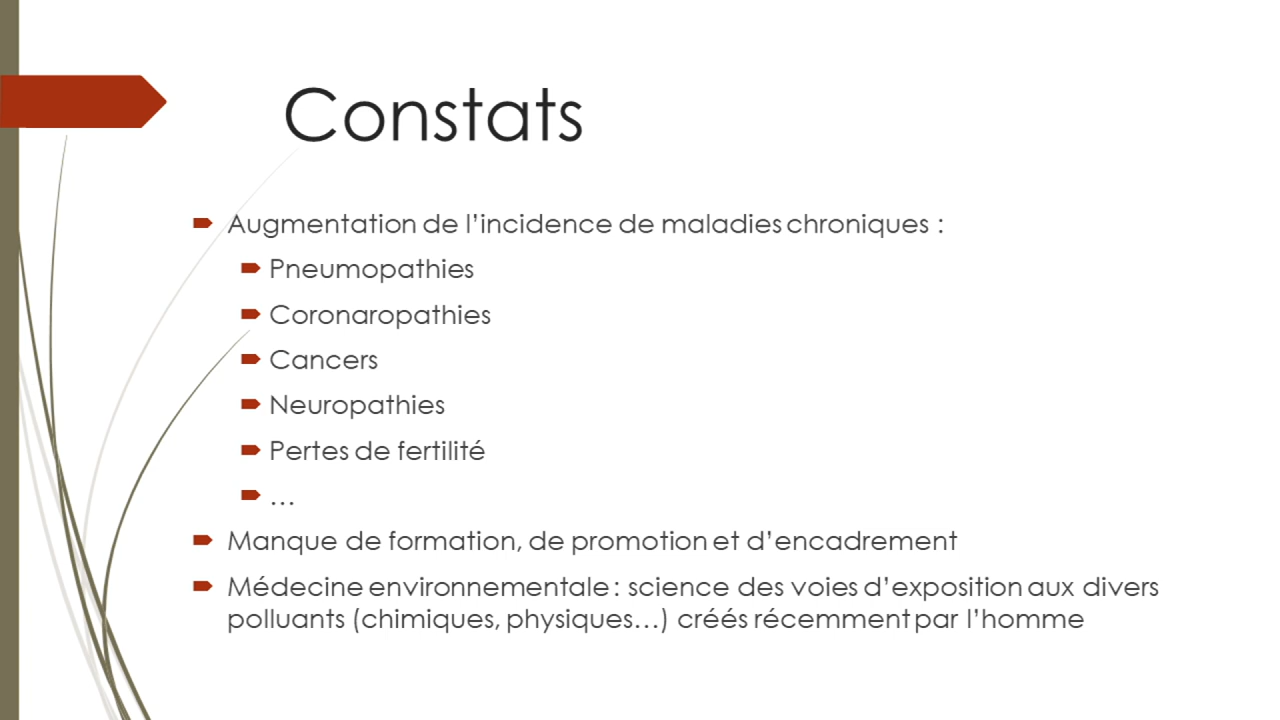 Constats
Augmentation de l’incidence de maladies chroniques :
Pneumopathies
Coronaropathies
Cancers
Neuropathies
Pertes de fertilité
…
Manque de formation, de promotion et d’encadrement
Médecine environnementale : science des voies d’exposition aux divers
polluants (chimiques, physiques…) créés récemment par l’homme